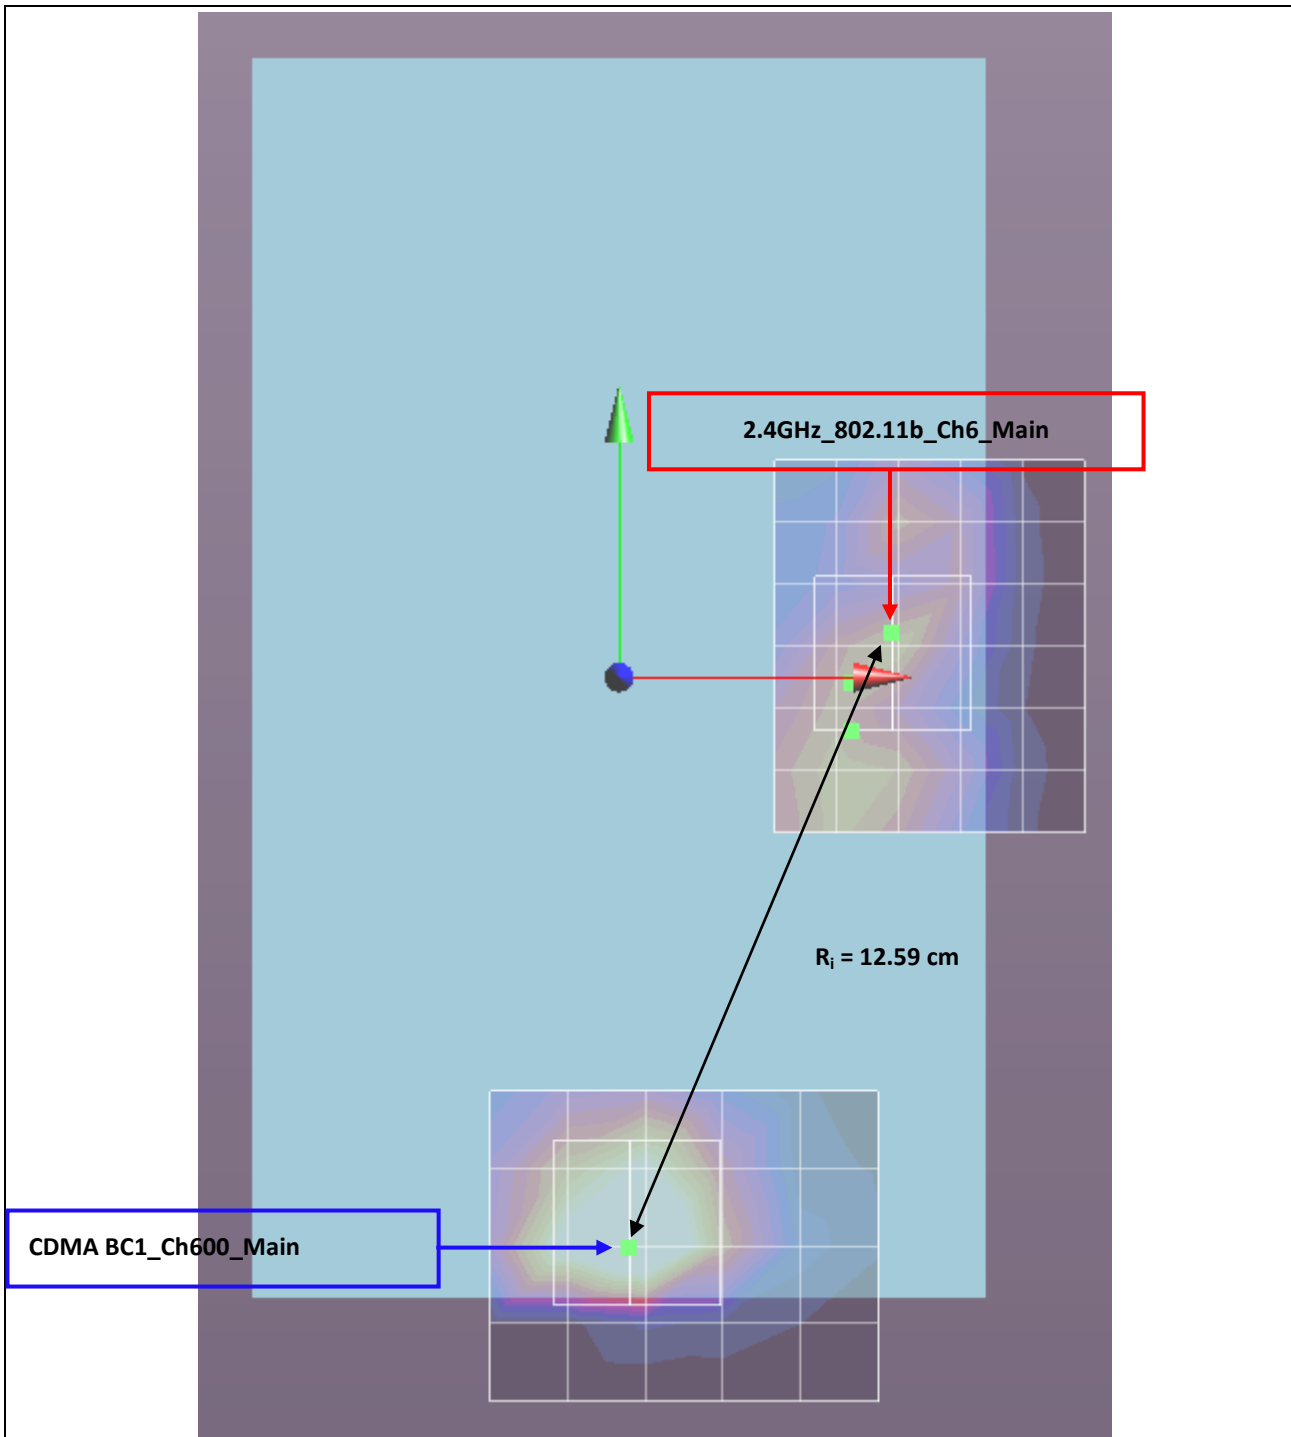 2.4GHz_802.11b_Ch6_Main
Rᵢ = 12.59 cm
CDMA BC1_Ch600_Main